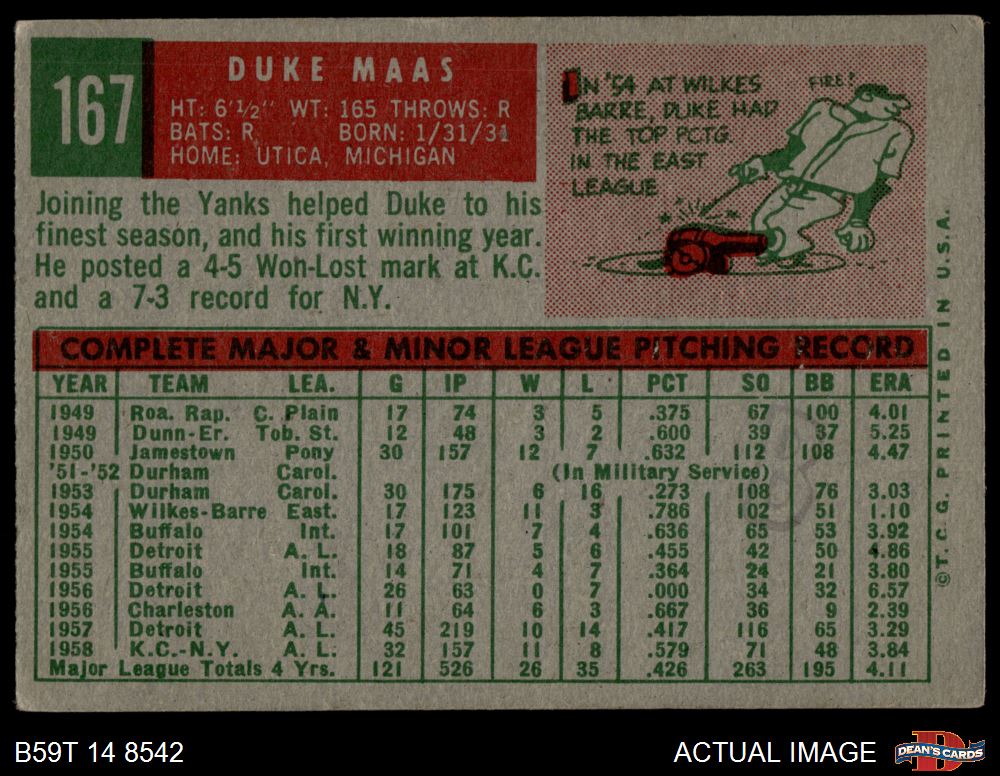 167
DUKE MAAS
HT: 6'1/2" WT: 165 THROWS: R
BATS: R BORN: 1/31/31
HOME: UTICA, MICHIGAN
IN '54 AT WILKES
BARRE, DUKE HAD
THE TOP PCTG
IN THE EAST
LEAGUE
FIRE!
Joining the Yanks helped Duke to his
finest season, and his first winning year.
He posted a 4-5 Won-Lost mark at K.C.
and a 7-3 record for N.Y.
COMPLETE MAJOR & MINOR LEAGUE PITCHING RECORD
YEAR TEAM LEA. G IP W L PCT SO BB ERA
1949 Roa. Rap. C. Plain 17 74 3 5 .375 67 100 4.01
1949 Dunn-Er. Tob. St. 12 48 3 2 .600 39 37 5.25
1950 Jamestown Pony 30 157 12 7 .632 112 108 4.47
'51-'52 Durham Carol. (In Military Service)
1953 Durham Carol. 30 175 6 16 .273 108 76 3.03
1954 Wilkes-Barre East. 17 123 11 3 .786 102 51 1.10
1954 Buffalo Int. 17 101 7 4 .636 65 53 3.92
1955 Detroit A. L. 18 87 5 6 .455 42 50 4.86
1955 Buffalo Int. 14 71 4 7 .364 24 21 3.80
1956 Detroit A. L. 26 63 0 7 .000 34 32 6.57
1956 Charleston A. A. 11 64 6 3 .667 36 9 2.39
1957 Detroit A. L. 45 219 10 14 .417 116 65 3.29
1958 K.C.-N.Y. A. L. 32 157 11 8 .579 71 48 3.84
Major League Totals 4 Yrs. 121 526 26 35 .426 263 195 4.11
©T. C. G. PRINTED IN U.S.A.
B59T 14 8542
ACTUAL IMAGE
D
DEAN'S CARDS